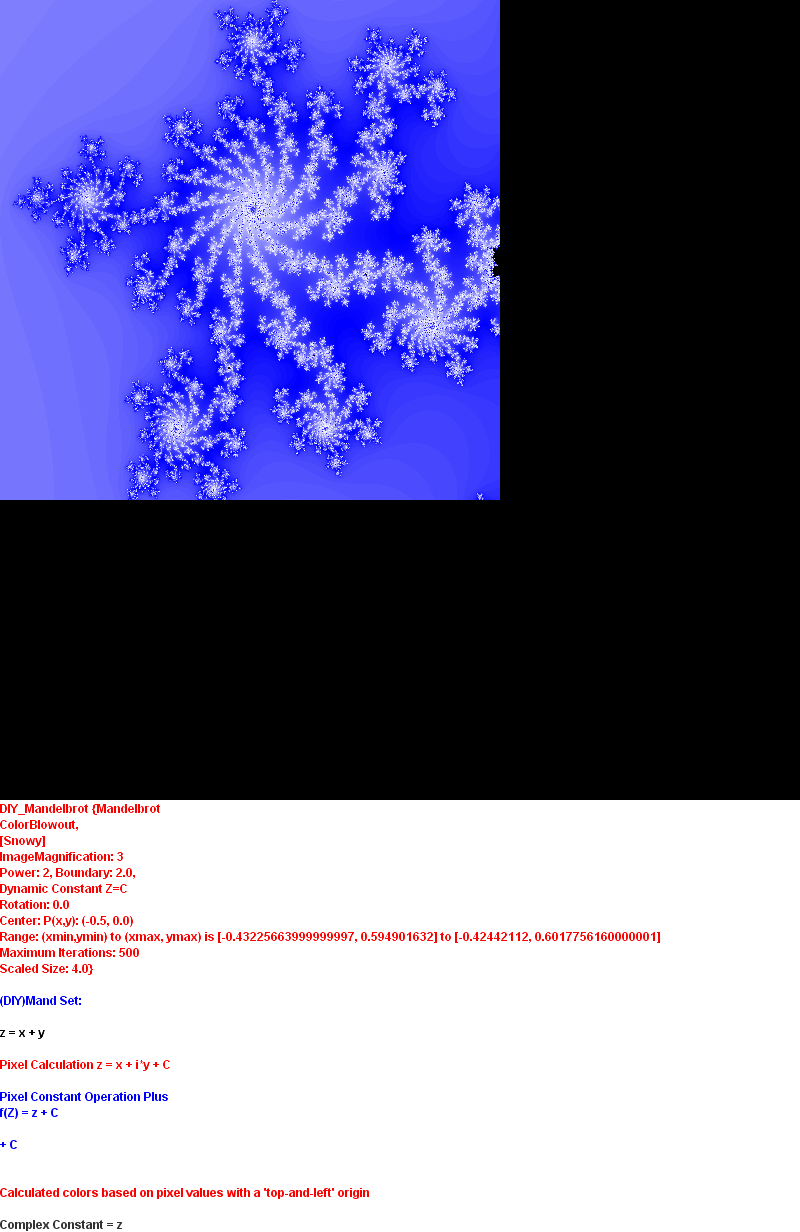 DIY_Mandelbrot {Mandelbrot
ColorBlowout,
[Snowy]
ImageMagnification: 3
Power: 2, Boundary: 2.0,
Dynamic Constant Z=C
Rotation: 0.0
Center: P(x,y): (-0.5, 0.0)
Range: (xmin,ymin) to (xmax, ymax) is [-0.43225663999999997, 0.594901632] to [-0.42442112, 0.6017756160000001]
Maximum Iterations: 500
Scaled Size: 4.0}
(DIY)Mand Set:
z = x + y
Pixel Calculation z = x + i*y + C
Pixel Constant Operation Plus
f(Z) = z + C
+ C
Calculated colors based on pixel values with a 'top-and-left' origin
Complex Constant = z